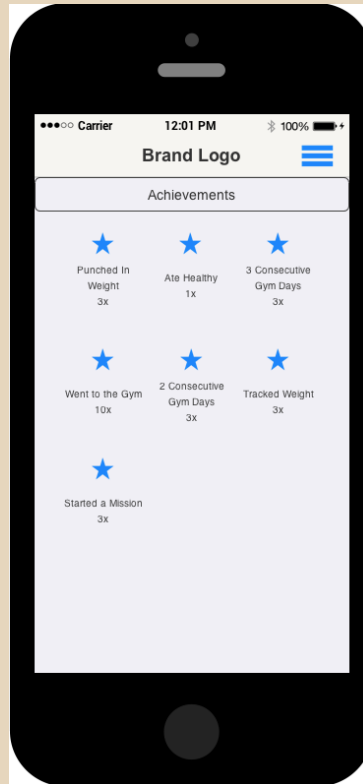 Carrier 12:01 PM 100%
Brand Logo
Achievements
Punched In
Weight
3x
Ate Healthy
1x
3 Consecutive
Gym Days
3x
Went to the Gym
10x
2 Consecutive
Gym Days
3x
Tracked Weight
3x
Started a Mission
3x